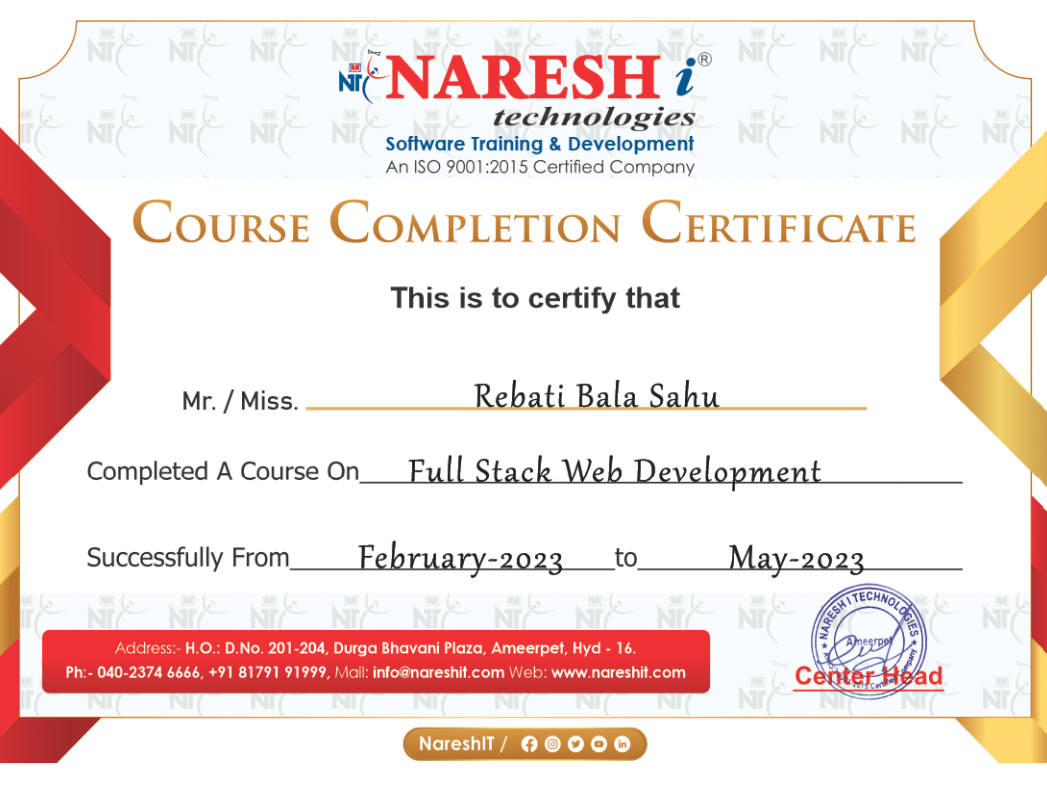 NIT NARESH i ®
technologies
Software Training & Development
An ISO 9001:2015 Certified Company
COURSE COMPLETION CERTIFICATE
This is to certify that
Mr. / Miss. Rebati Bala Sahu
Completed A Course On Full Stack Web Development
Successfully From February-2023 to May-2023
NARESH I TECHNOLOGIES
Ameerpet
Center Head
Address:- H.O.: D.No. 201-204, Durga Bhavani Plaza, Ameerpet, Hyd - 16.
Ph:- 040-2374 6666, +91 81791 91999, Mail: info@nareshit.com Web: www.nareshit.com
NareshIT /